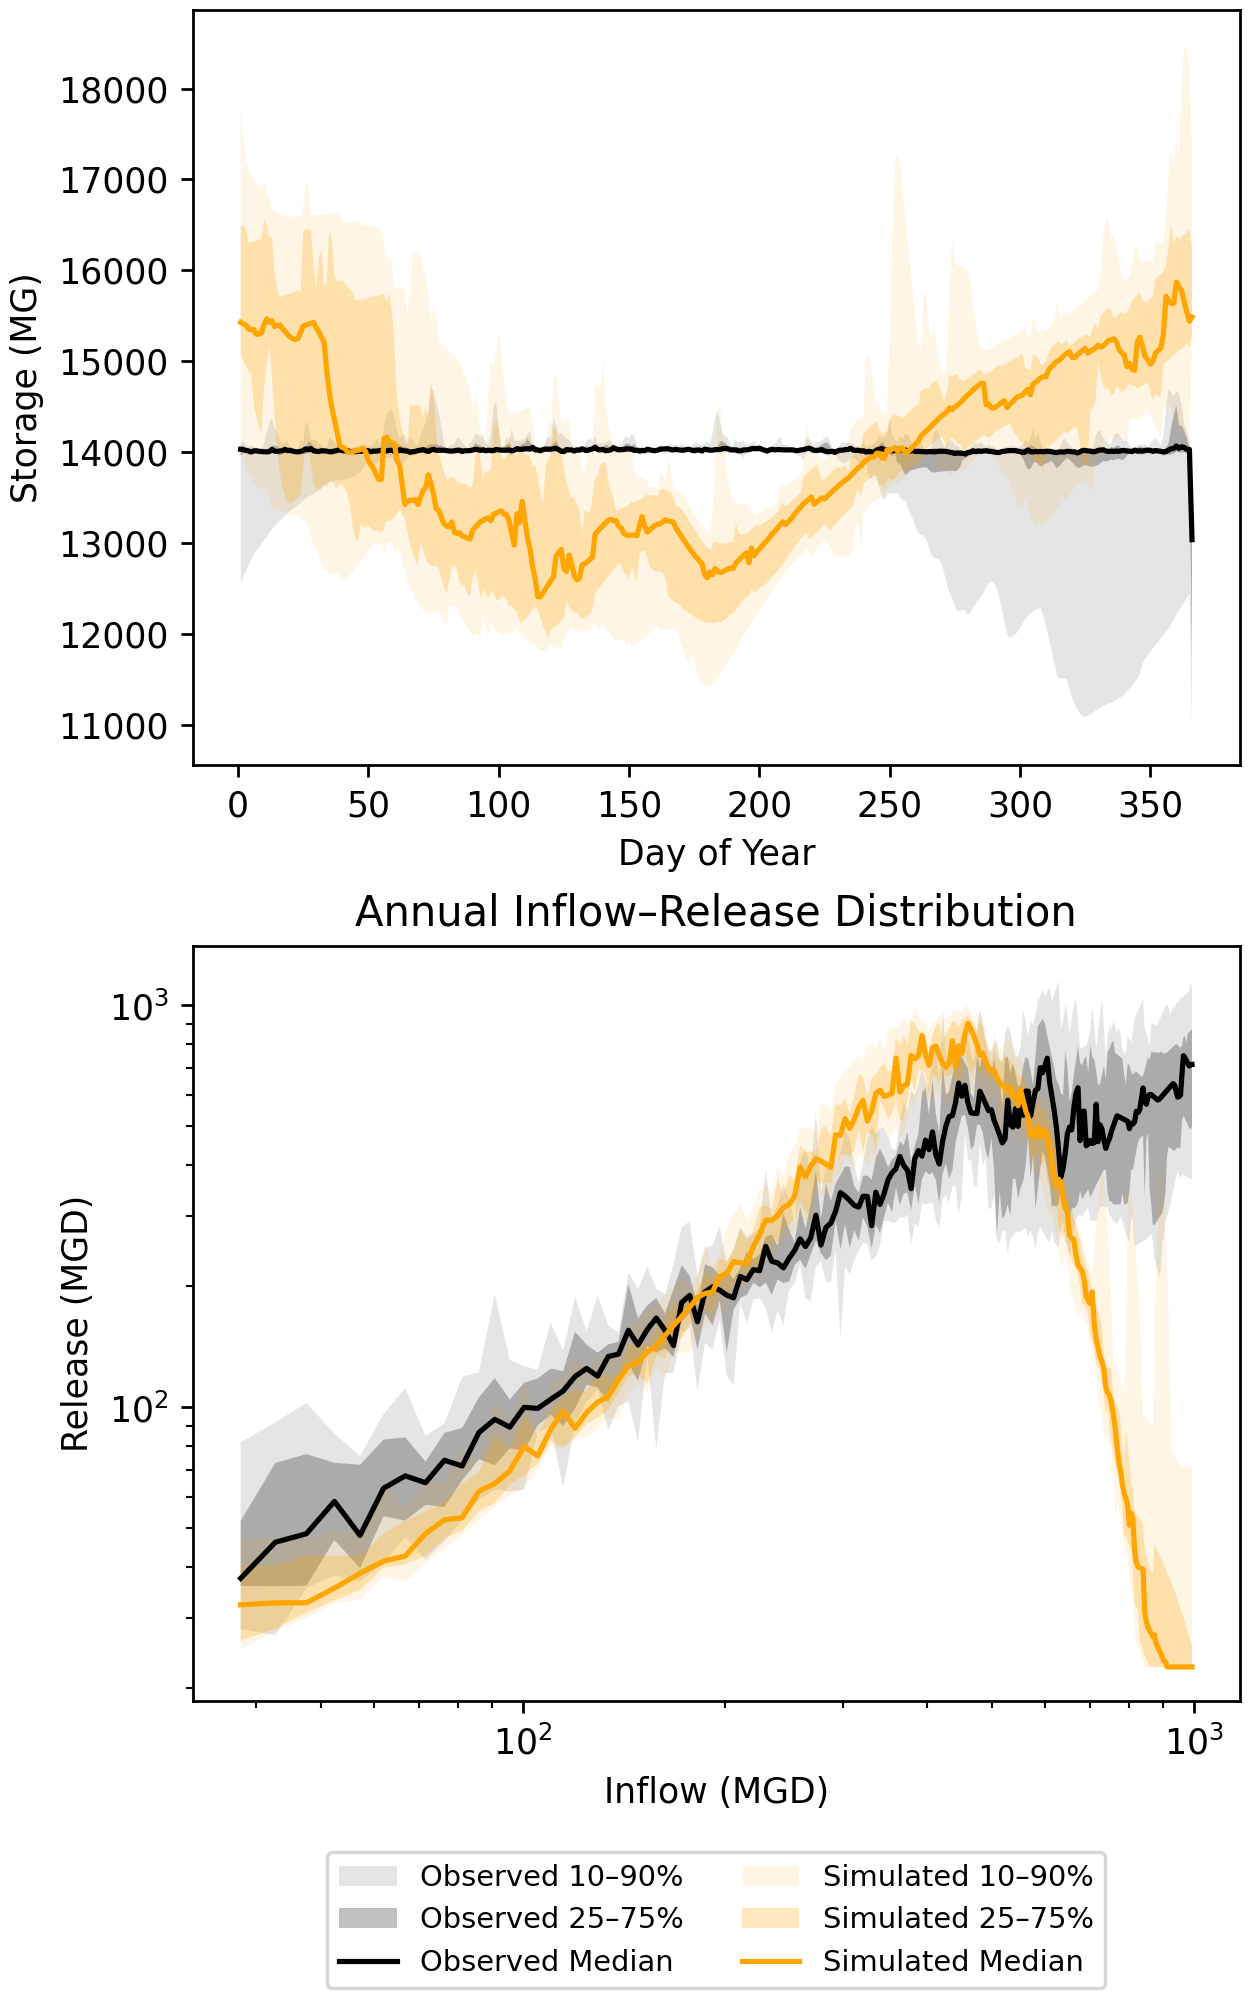 18000
17000
16000
15000
14000
13000
12000
11000
Storage (MG)
0 50 100 150 200 250 300 350
Day of Year
Annual Inflow–Release Distribution
10³
10²
Release (MGD)
10² 10³
Inflow (MGD)
Observed 10–90% Simulated 10–90%
Observed 25–75% Simulated 25–75%
Observed Median Simulated Median